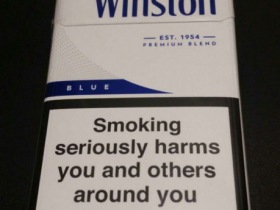 Winston
EST. 1954
PREMIUM BLEND
BLUE
Smoking
seriously harms
you and others
around you